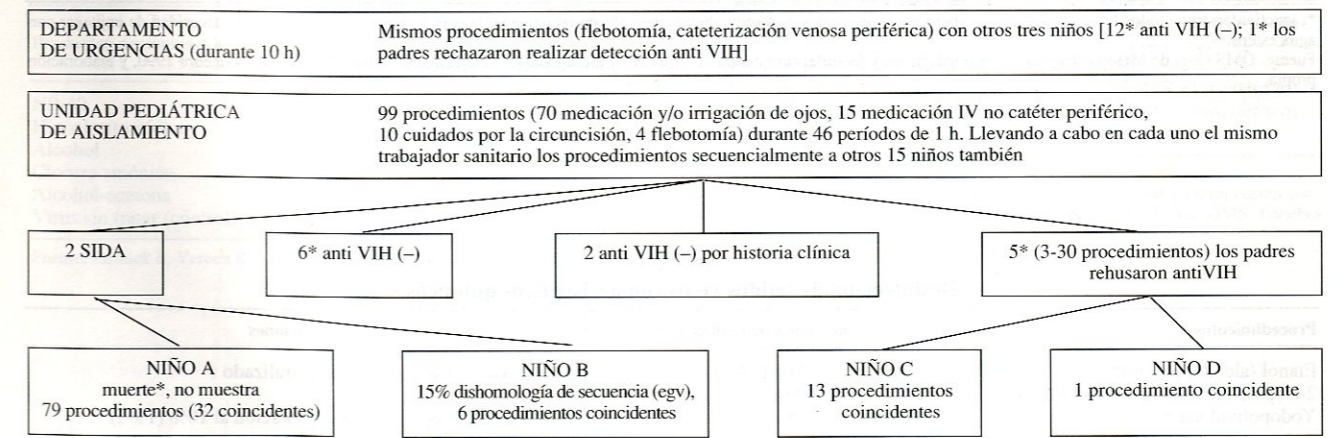 DEPARTAMENTO
DE URGENCIAS (durante 10 h)
Mismos procedimientos (flebotomía, cateterización venosa periférica) con otros tres niños [12* anti VIH (–); 1* los
padres rechazaron realizar detección anti VIH]
UNIDAD PEDIÁTRICA
DE AISLAMIENTO
99 procedimientos (70 medicación y/o irrigación de ojos, 15 medicación IV no catéter periférico,
10 cuidados por la circuncisión, 4 flebotomía) durante 46 períodos de 1 h. Llevando a cabo en cada uno el mismo
trabajador sanitario los procedimientos secuencialmente a otros 15 niños también
2 SIDA
6* anti VIH (–)
2 anti VIH (–) por historia clínica
5* (3-30 procedimientos) los padres
rehusaron antiVIH
NIÑO A
muerte*, no muestra
79 procedimientos (32 coincidentes)
NIÑO B
15% dishomología de secuencia (egv),
6 procedimientos coincidentes
NIÑO C
13 procedimientos
coincidentes
NIÑO D
1 procedimiento coincidente